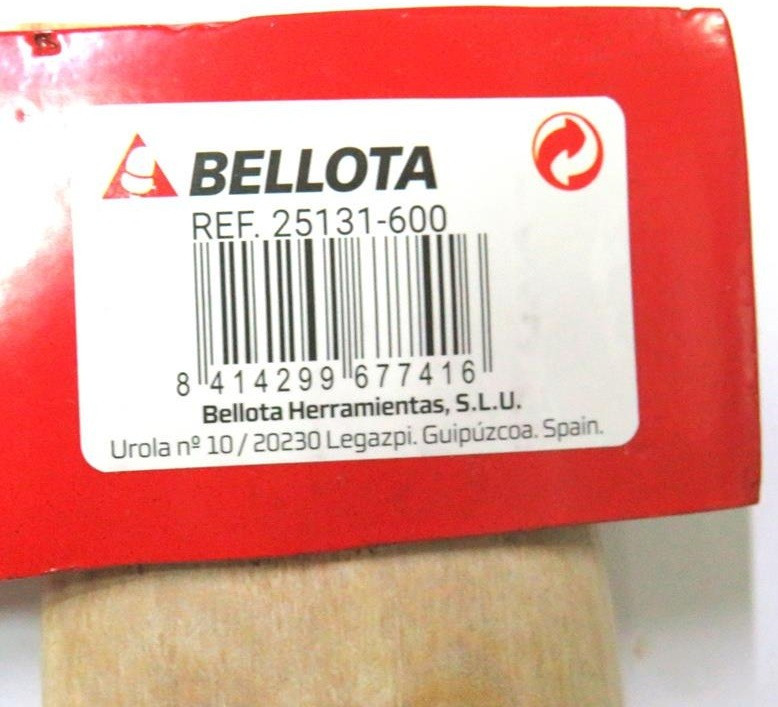 BELLOTA
REF. 25131-600
8 414299 677416
Bellota Herramientas, S.L.U.
Urola nº 10 / 20230 Legazpi. Guipúzcoa. Spain.